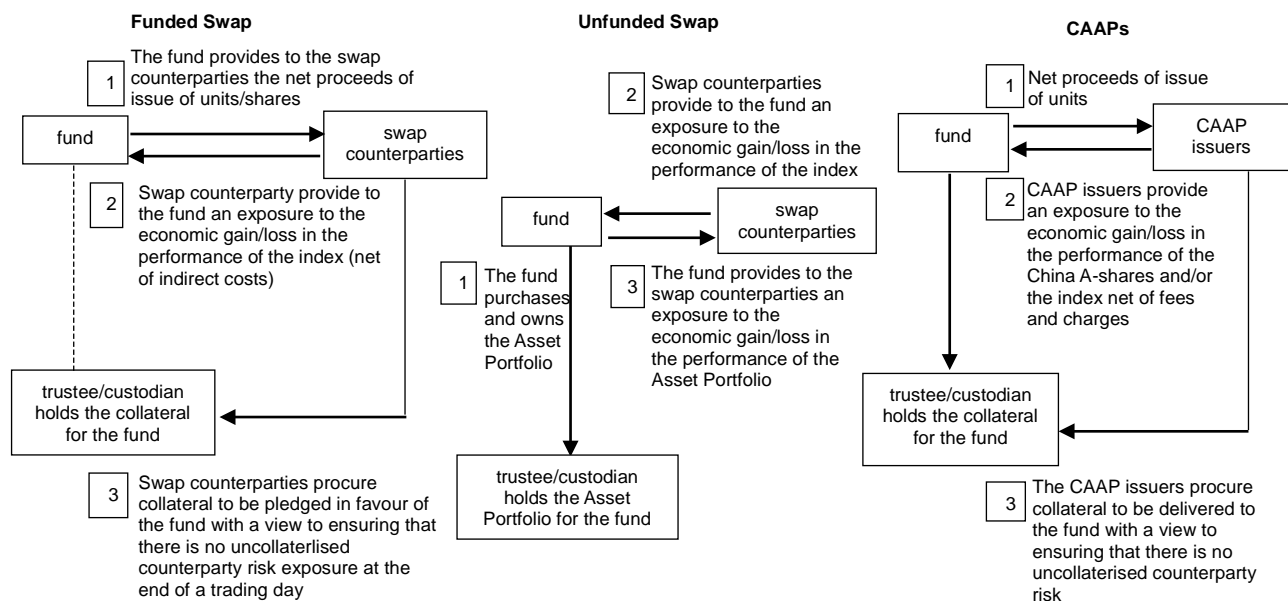 Funded Swap
1
The fund provides to the swap
counterparties the net proceeds of
issue of units/shares
fund
swap
counterparties
2
Swap counterparty provide to
the fund an exposure to the
economic gain/loss in the
performance of the index (net
of indirect costs)
trustee/custodian
holds the collateral
for the fund
3
Swap counterparties procure
collateral to be pledged in favour of
the fund with a view to ensuring that
there is no uncollaterlised
counterparty risk exposure at the
end of a trading day
Unfunded Swap
2
Swap counterparties
provide to the fund an
exposure to the
economic gain/loss in the
performance of the index
fund
swap
counterparties
1
The fund
purchases
and owns
the Asset
Portfolio
3
The fund provides to the
swap counterparties an
exposure to the
economic gain/loss
in the performance of the
Asset Portfolio
trustee/custodian
holds the Asset
Portfolio for the fund
CAAPs
1
Net proceeds of issue
of units
fund
CAAP
issuers
2
CAAP issuers provide
an exposure to the
economic gain/loss in
the performance of the
China A-shares and/or
the index net of fees
and charges
trustee/custodian
holds the collateral
for the fund
3
The CAAP issuers procure
collateral to be delivered to
the fund with a view to
ensuring that there is no
uncollaterised counterparty
risk